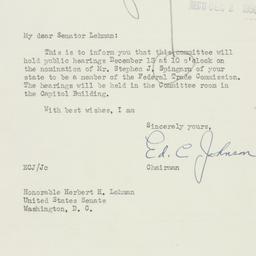 My dear Senator Lehman:
This is to inform you that this committee will
hold public hearings December 13 at 10 o'clock on
the nomination of Mr. Stephen J. Spingarn of your
state to be a member of the Federal Trade Commission.
The hearings will be held in the Committee room in
the Capitol Building.
With best wishes, I am
Sincerely yours,
Ed. C Johnson
ECJ/Jc
Chairman
Honorable Herbert H. Lehman
United States Senate
Washington, D. C.